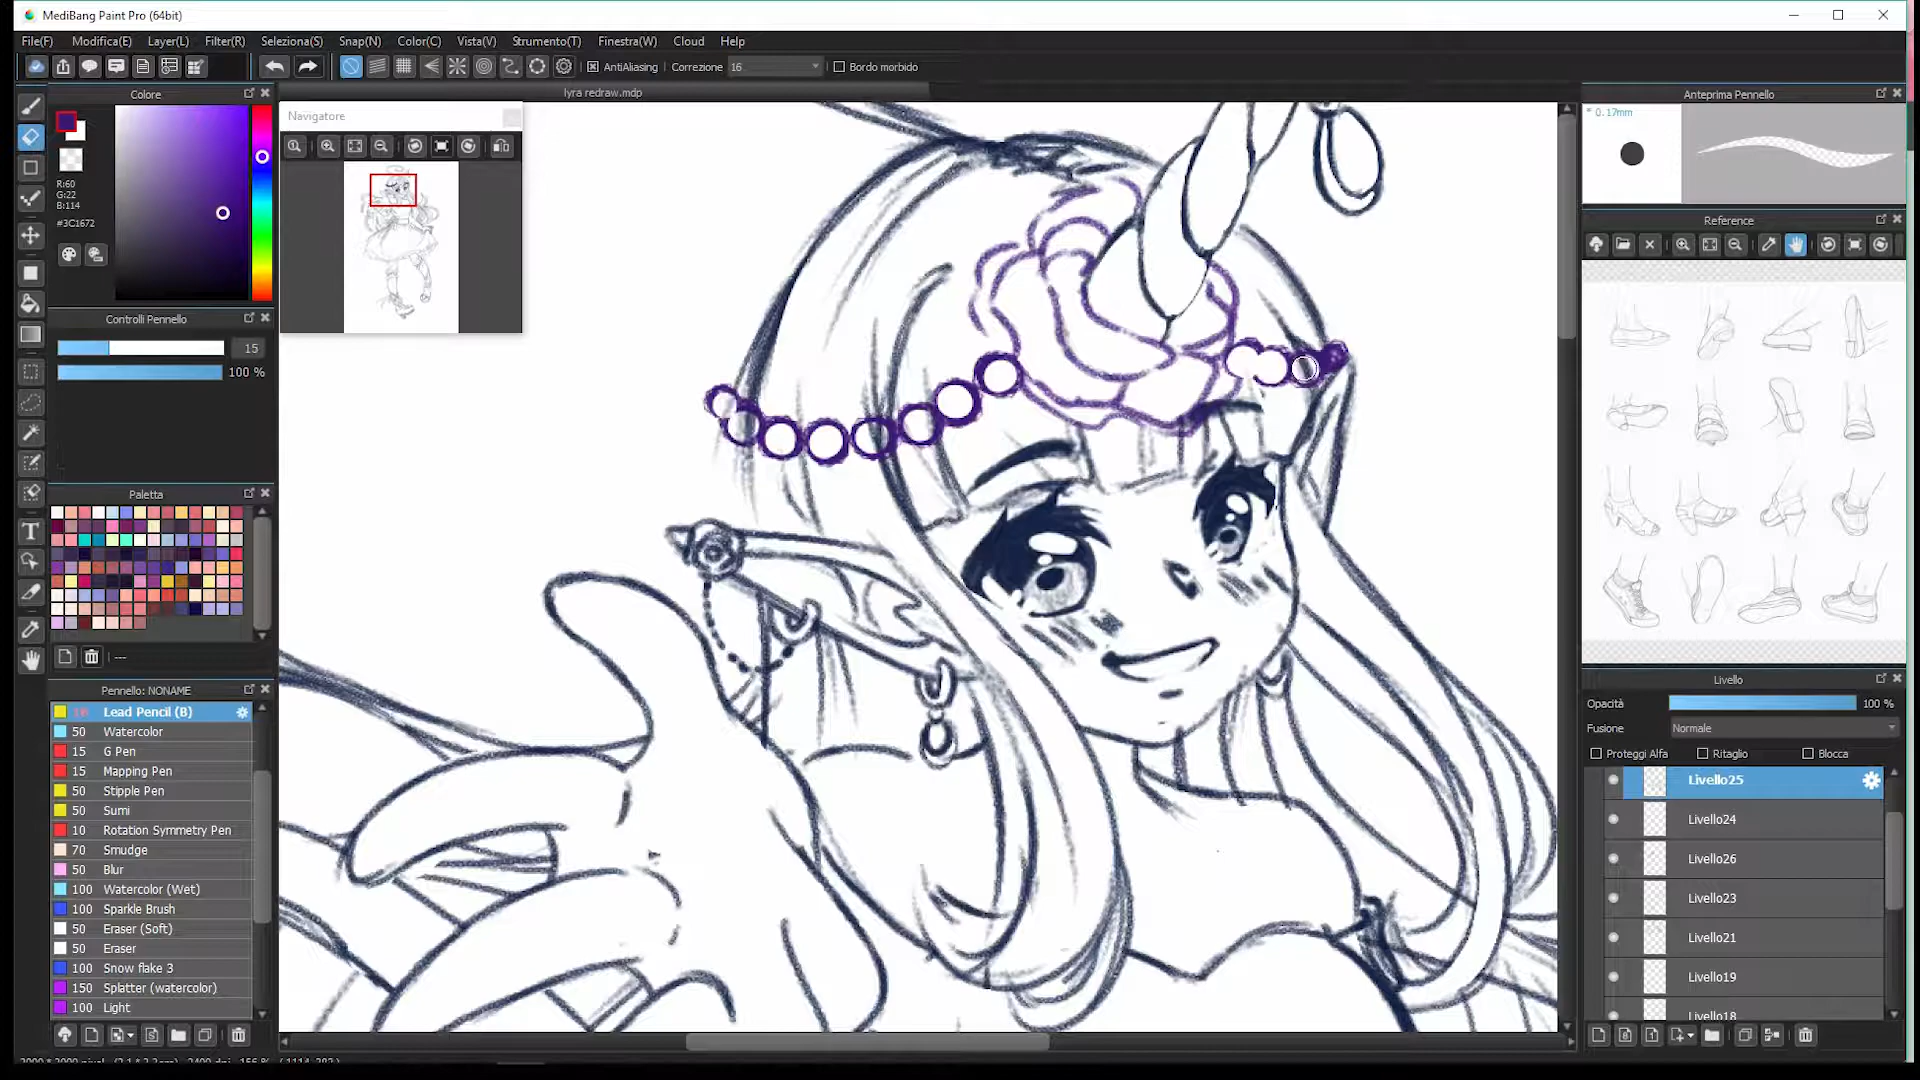 MediBang Paint Pro (64bit)
File(F) Modifica(E) Layer(L) Filter(R) Seleziona(S) Snap(N) Color(C) Vista(V) Strumento(T) Finestra(W) Cloud Help
AntiAliasing Correzione 16 Bordo morbido
Colore
lyra redraw.mdp
Anteprima Pennello
* 0.17mm
Navigatore
R:60
G:22
B:114
#3C1672
Reference
Controlli Pennello
15
100 %
Paletta
---
Pennello: NONAME
Lead Pencil (B)
50 Watercolor
15 G Pen
15 Mapping Pen
50 Stipple Pen
50 Sumi
10 Rotation Symmetry Pen
70 Smudge
50 Blur
100 Watercolor (Wet)
100 Sparkle Brush
50 Eraser (Soft)
50 Eraser
100 Snow flake 3
150 Splatter (watercolor)
100 Light
Livello
Opacità 100 %
Fusione Normale
Proteggi Alfa Ritaglio Blocca
Livello25
Livello24
Livello26
Livello23
Livello21
Livello19
Livello18